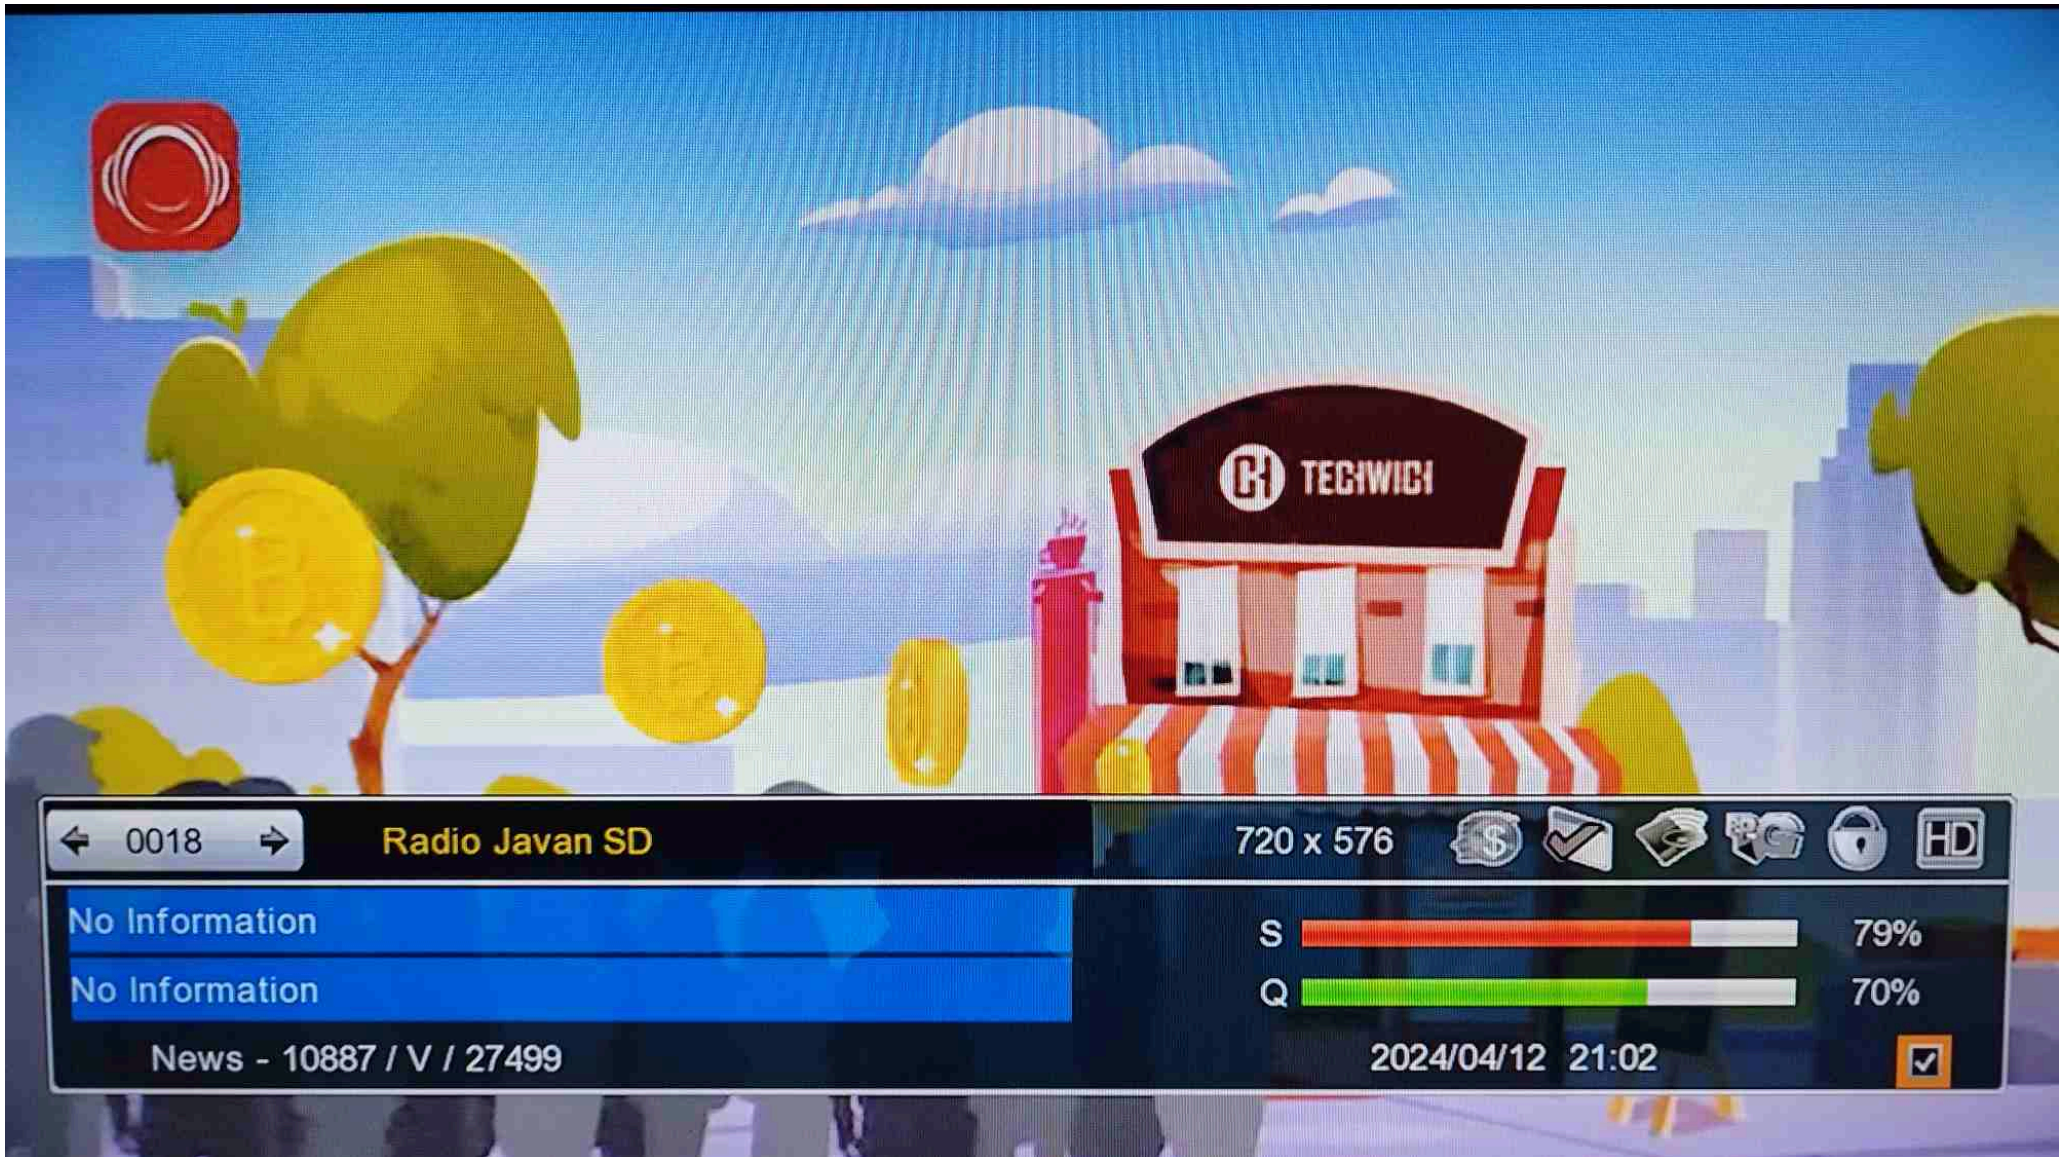 TECHWICH
0018
Radio Javan SD
720 x 576
$
HD
No Information
No Information
S 79%
Q 70%
News - 10887 / V / 27499
2024/04/12 21:02